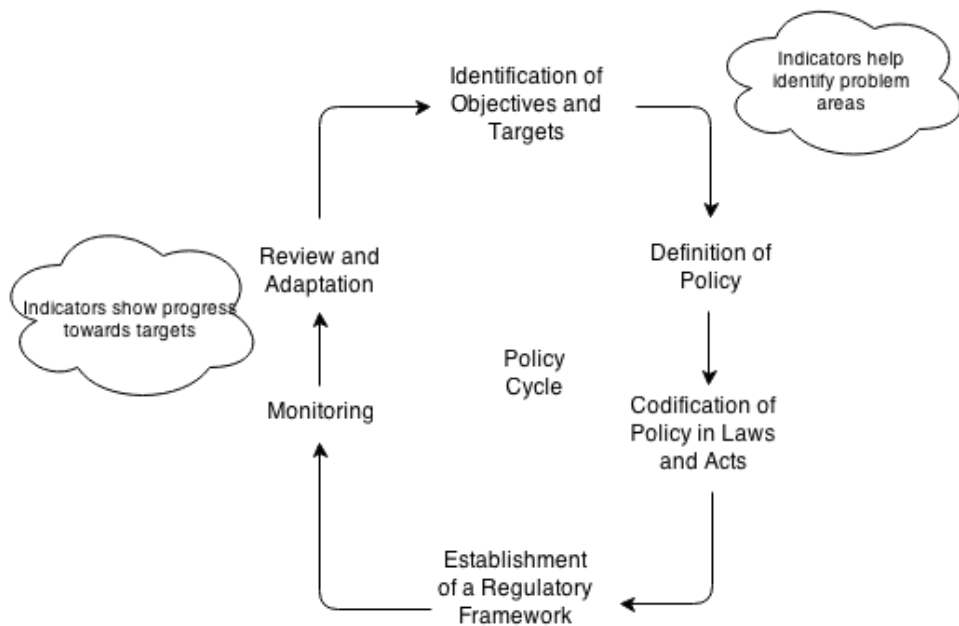 Identification of
Objectives and
Targets
Indicators help
identify problem
areas
Definition of
Policy
Codification of
Policy in Laws
and Acts
Establishment
of a Regulatory
Framework
Monitoring
Review and
Adaptation
Indicators show progress
towards targets
Policy
Cycle